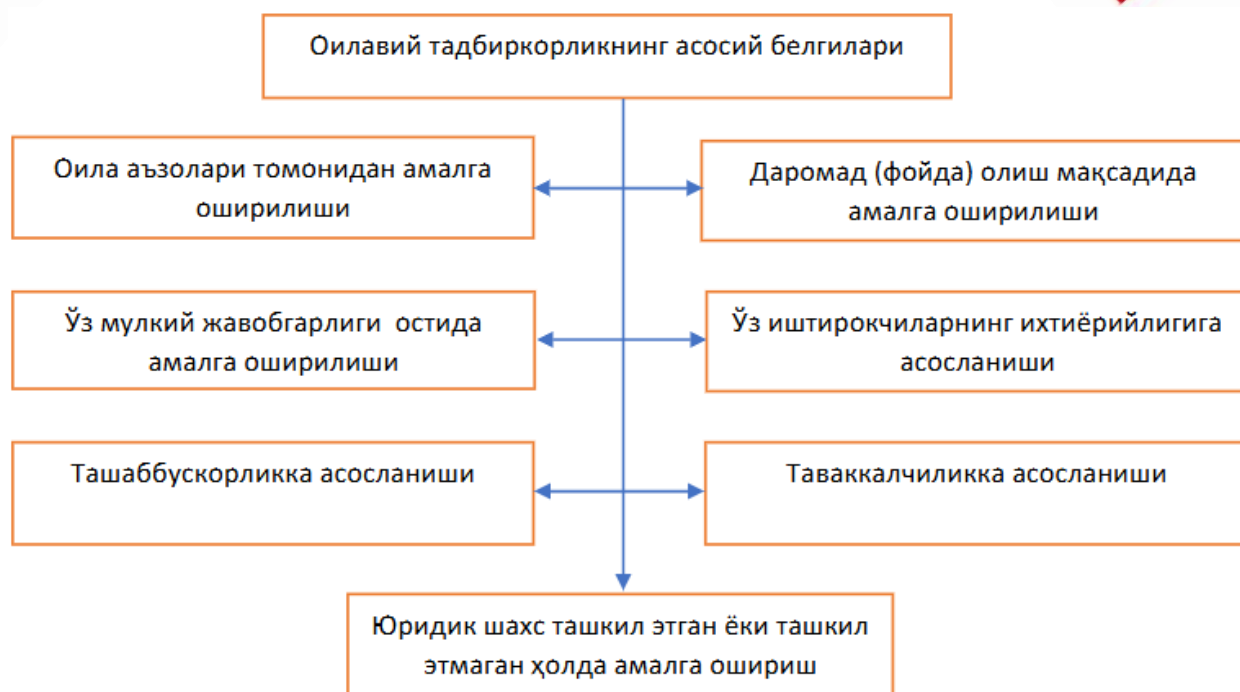 Оилавий тадбиркорликнинг асосий белгилари
Оила аъзолари томонидан амалга
оширилиши
Даромад (фойда) олиш мақсадида
амалга оширилиши
Ўз мулкий жавобгарлиги остида
амалга оширилиши
Ўз иштирокчиларнинг ихтиёрийлигига
асосланиши
Ташаббускорликка асосланиши
Таваккалчиликка асосланиши
Юридик шахс ташкил этган ёки ташкил
этмаган ҳолда амалга ошириш